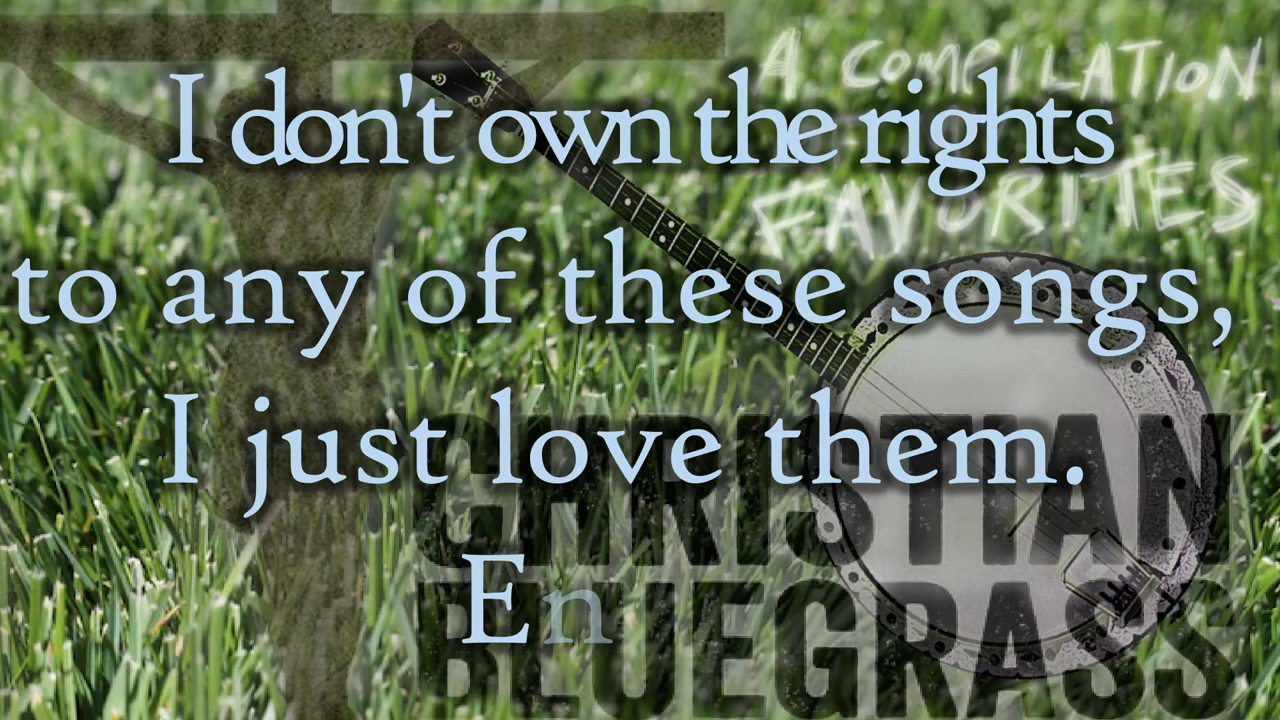 A COMPILATION
I don't own the rights
FAVORITES
to any of these songs,
I just love them.
CHRISTIAN
En
BLUEGRASS